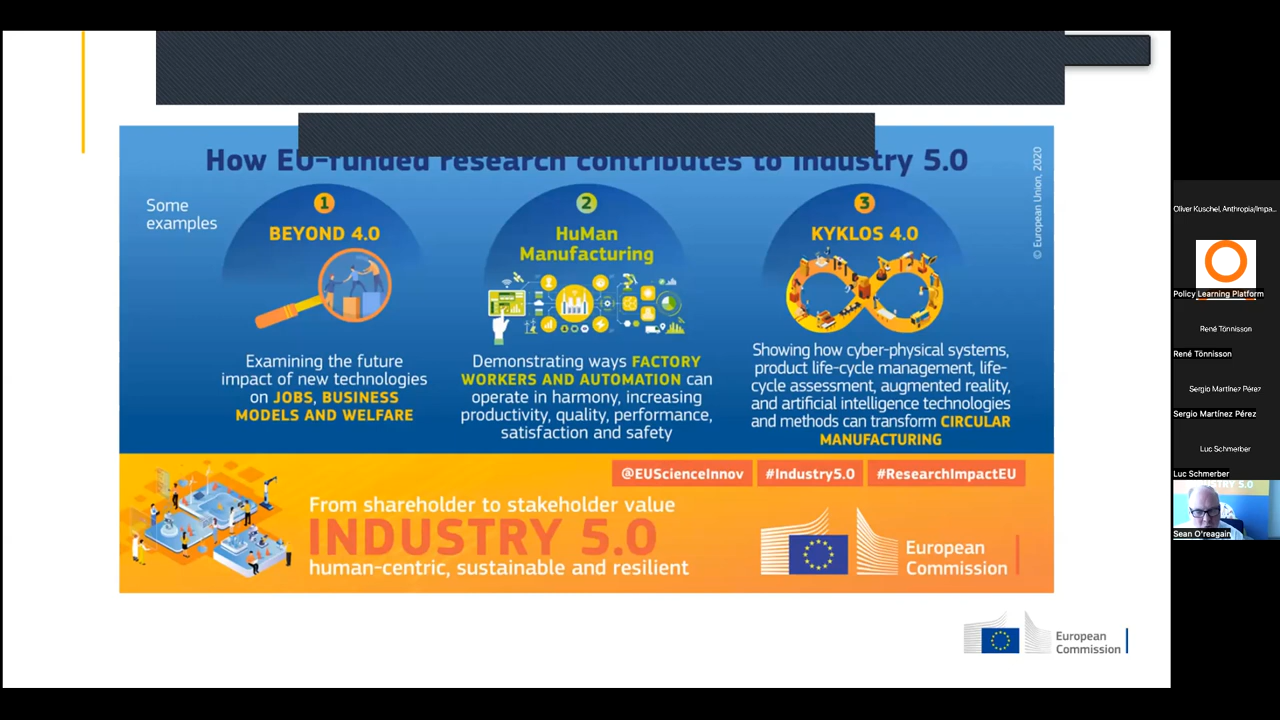 How EU-funded research contributes to Industry 5.0
© European Union, 2020
Some
examples
1
BEYOND 4.0
Examining the future
impact of new technologies
on JOBS, BUSINESS
MODELS AND WELFARE
2
HuMan
Manufacturing
Demonstrating ways FACTORY
WORKERS AND AUTOMATION can
operate in harmony, increasing
productivity, quality, performance,
satisfaction and safety
3
KYKLOS 4.0
Showing how cyber-physical systems,
product life-cycle management, life-
cycle assessment, augmented reality,
and artificial intelligence technologies
and methods can transform CIRCULAR
MANUFACTURING
@EUScienceInnov
#Industry5.0
#ResearchImpactEU
From shareholder to stakeholder value
INDUSTRY 5.0
human-centric, sustainable and resilient
European
Commission
European
Commission
Oliver Kuschel, Anthropia/Impa...
Policy Learning Platform
René Tõnnisson
René Tõnnisson
Sergio Martínez Pérez
Sergio Martínez Pérez
Luc Schmerber
Luc Schmerber
STRY 5.0
Sean O'reagain